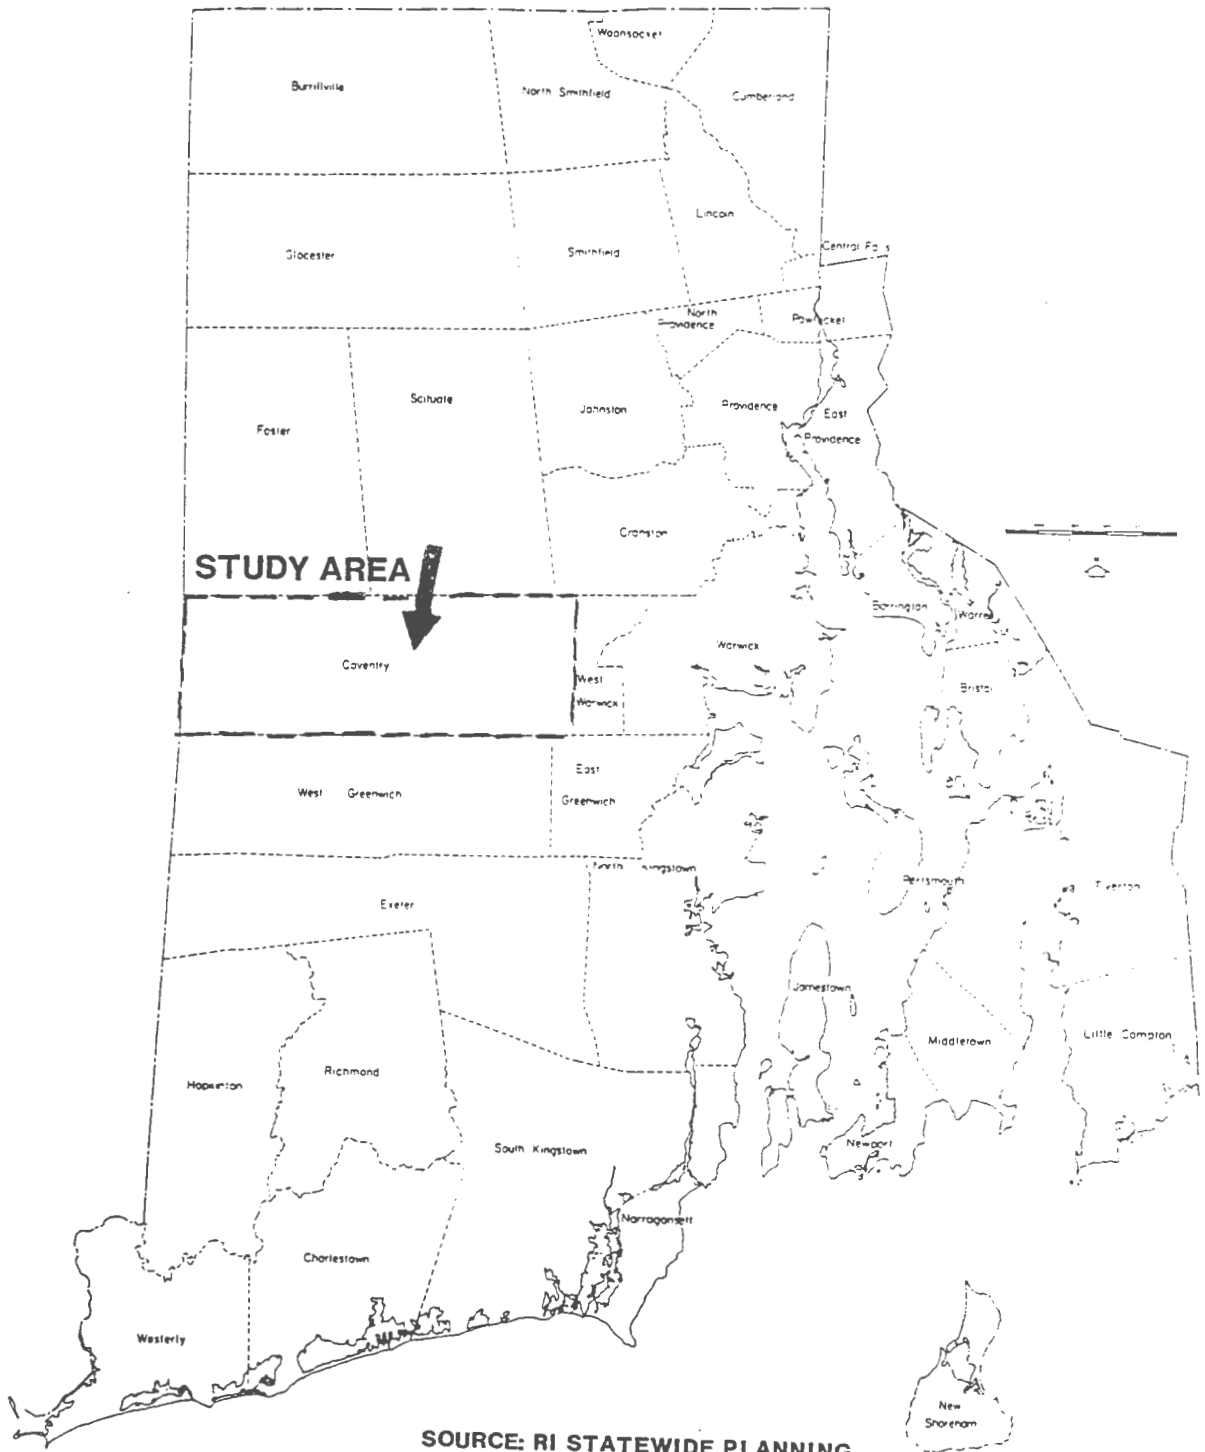 Woonsocket
Burrillville
North Smithfield
Cumberland
Lincoln
Central Falls
Glocester
Smithfield
North
Providence
Pawtucket
Scituate
Johnston
Providence
East
Providence
Foster
Cranston
STUDY AREA
Barrington
Warren
Coventry
Warwick
West
Warwick
Bristol
East
Greenwich
West Greenwich
North Kingstown
Portsmouth
Tiverton
Exeter
Jamestown
Middletown
Little Compton
Hopkinton
Richmond
South Kingstown
Newport
Narragansett
Charlestown
Westerly
New
Shoreham
SOURCE: RI STATEWIDE PLANNING